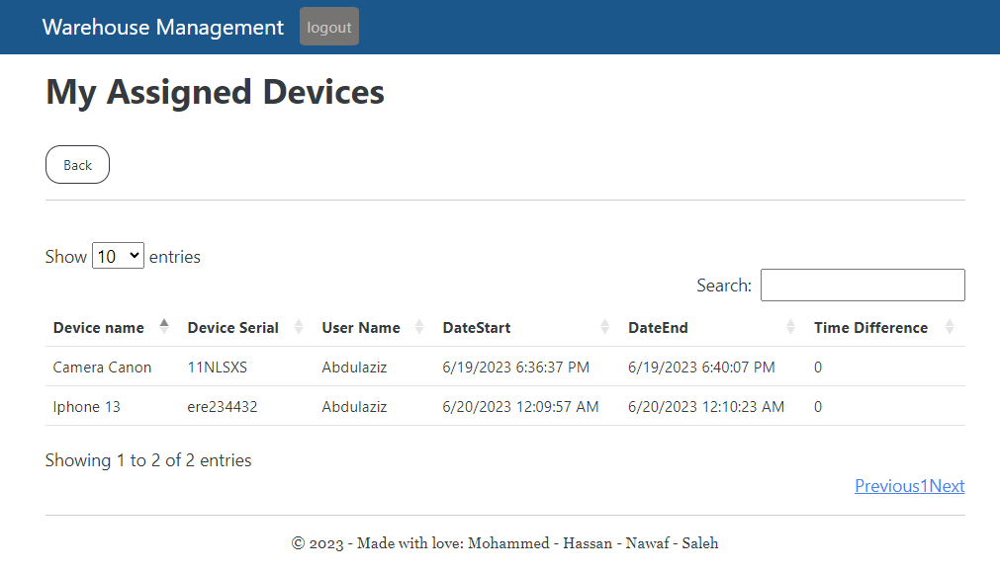 Warehouse Management logout
My Assigned Devices
Back
Show 10 entries
Search:
Device name Device Serial User Name DateStart DateEnd Time Difference
Camera Canon 11NLSXS Abdulaziz 6/19/2023 6:36:37 PM 6/19/2023 6:40:07 PM 0
Iphone 13 ere234432 Abdulaziz 6/20/2023 12:09:57 AM 6/20/2023 12:10:23 AM 0
Showing 1 to 2 of 2 entries
Previous1Next
© 2023 - Made with love: Mohammed - Hassan - Nawaf - Saleh